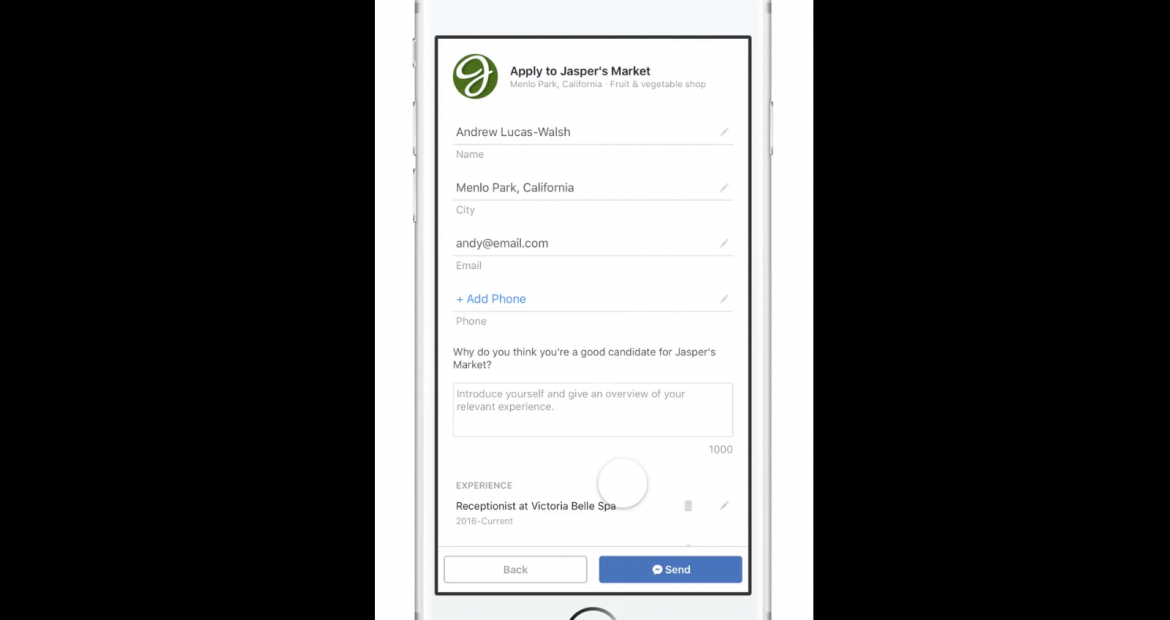 Apply to Jasper's Market
Menlo Park, California · Fruit & vegetable shop
Andrew Lucas-Walsh
Name
Menlo Park, California
City
andy@email.com
Email
+ Add Phone
Phone
Why do you think you're a good candidate for Jasper's
Market?
Introduce yourself and give an overview of your
relevant experience.
1000
EXPERIENCE
Receptionist at Victoria Belle Spa
2016-Current
Back
Send